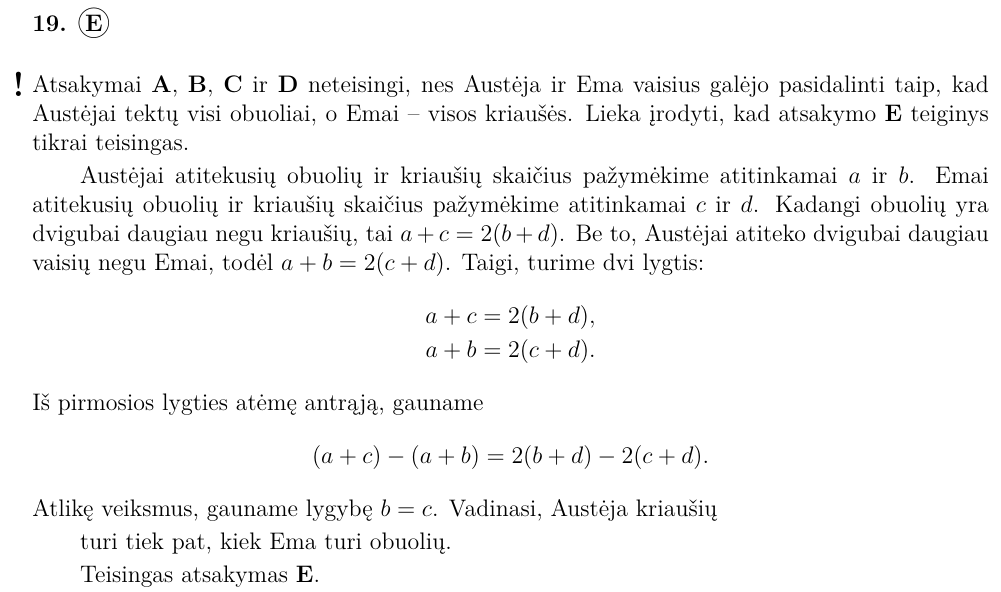 19. E
! Atsakymai A, B, C ir D neteisingi, nes Austėja ir Ema vaisius galėjo pasidalinti taip, kad
Austėjai tektų visi obuoliai, o Emai – visos kriaušės. Lieka įrodyti, kad atsakymo E teiginys
tikrai teisingas.
Austėjai atitekusių obuolių ir kriaušių skaičius pažymėkime atitinkamai a ir b. Emai
atitekusių obuolių ir kriaušių skaičius pažymėkime atitinkamai c ir d. Kadangi obuolių yra
dvigubai daugiau negu kriaušių, tai a + c = 2(b + d). Be to, Austėjai atiteko dvigubai daugiau
vaisių negu Emai, todėl a + b = 2(c + d). Taigi, turime dvi lygtis:
a + c = 2(b + d),
a + b = 2(c + d).
Iš pirmosios lygties atėmę antrąją, gauname
(a + c) − (a + b) = 2(b + d) − 2(c + d).
Atlikę veiksmus, gauname lygybę b = c. Vadinasi, Austėja kriaušių
turi tiek pat, kiek Ema turi obuolių.
Teisingas atsakymas E.